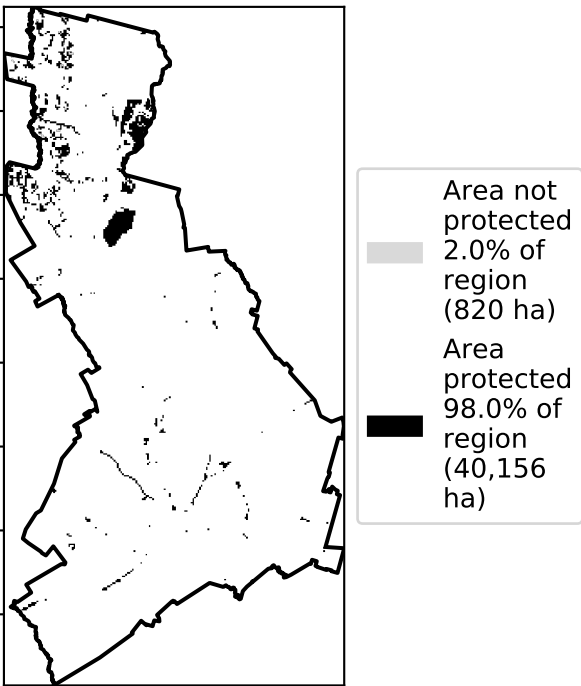 Area not
protected
2.0% of
region
(820 ha)
Area
protected
98.0% of
region
(40,156
ha)